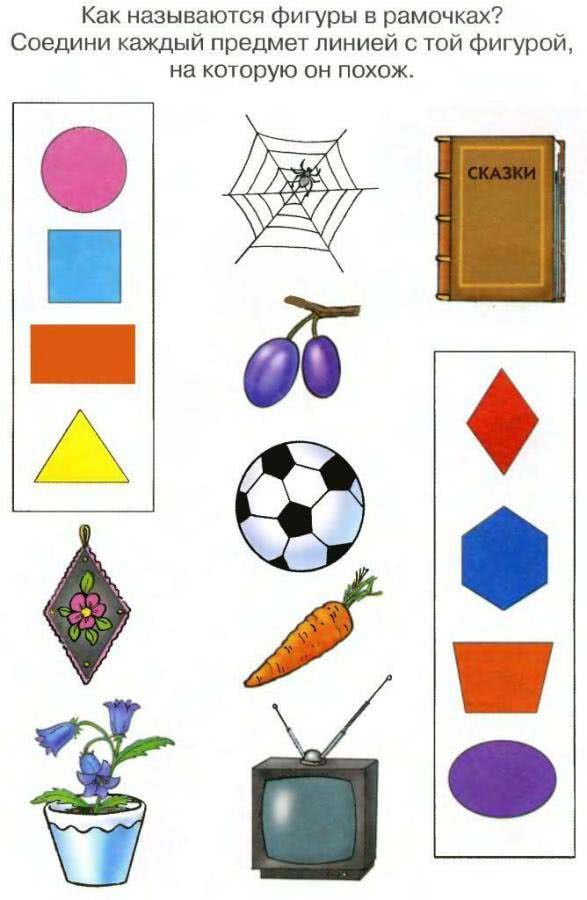 Как называются фигуры в рамочках?
Соедини каждый предмет линией с той фигурой,
на которую он похож.
СКАЗКИ